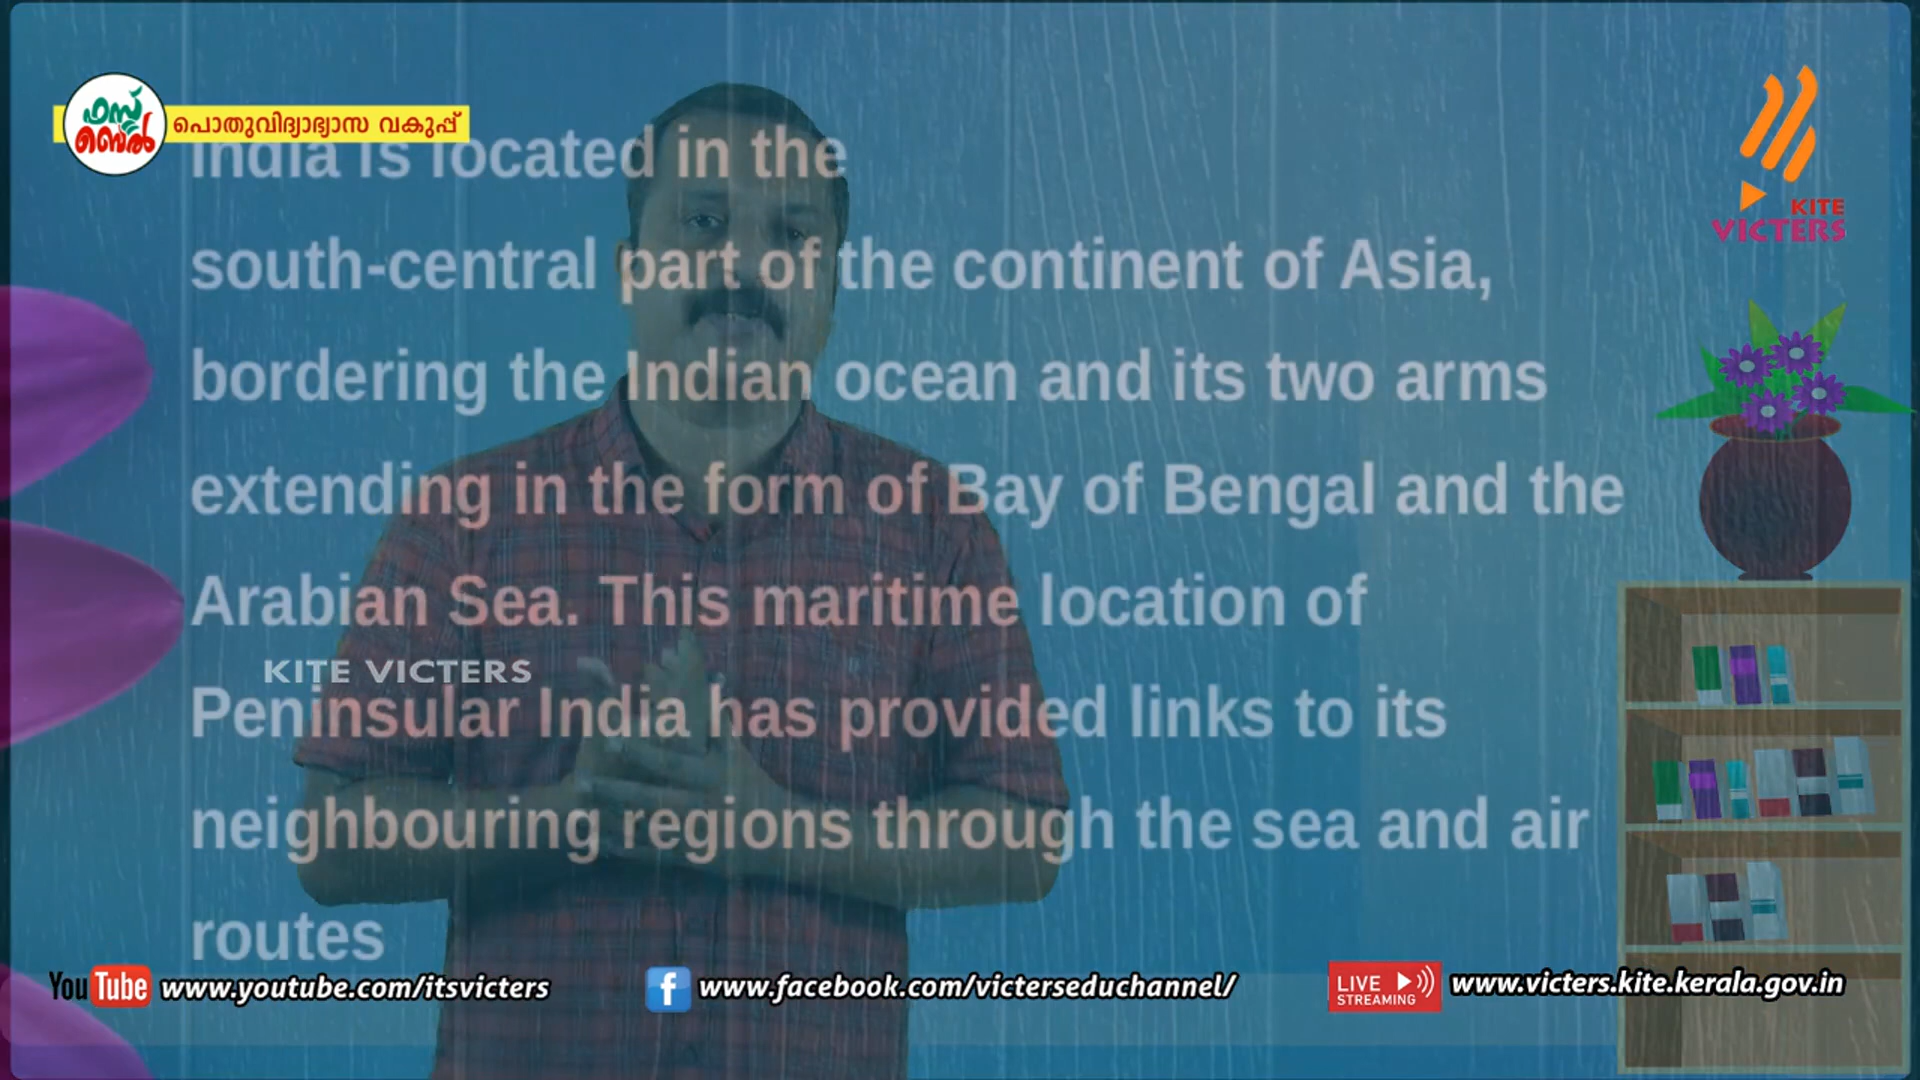 ഫസ്റ്റ്
ബെൽ
പൊതുവിദ്യാഭ്യാസ വകുപ്പ്
KITE
VICTERS
India is located in the
south-central part of the continent of Asia,
bordering the Indian ocean and its two arms
extending in the form of Bay of Bengal and the
Arabian Sea. This maritime location of
KITE VICTERS
Peninsular India has provided links to its
neighbouring regions through the sea and air
routes
YouTube www.youtube.com/itsvicters
f www.facebook.com/victerseduchannel/
LIVE STREAMING www.victers.kite.kerala.gov.in